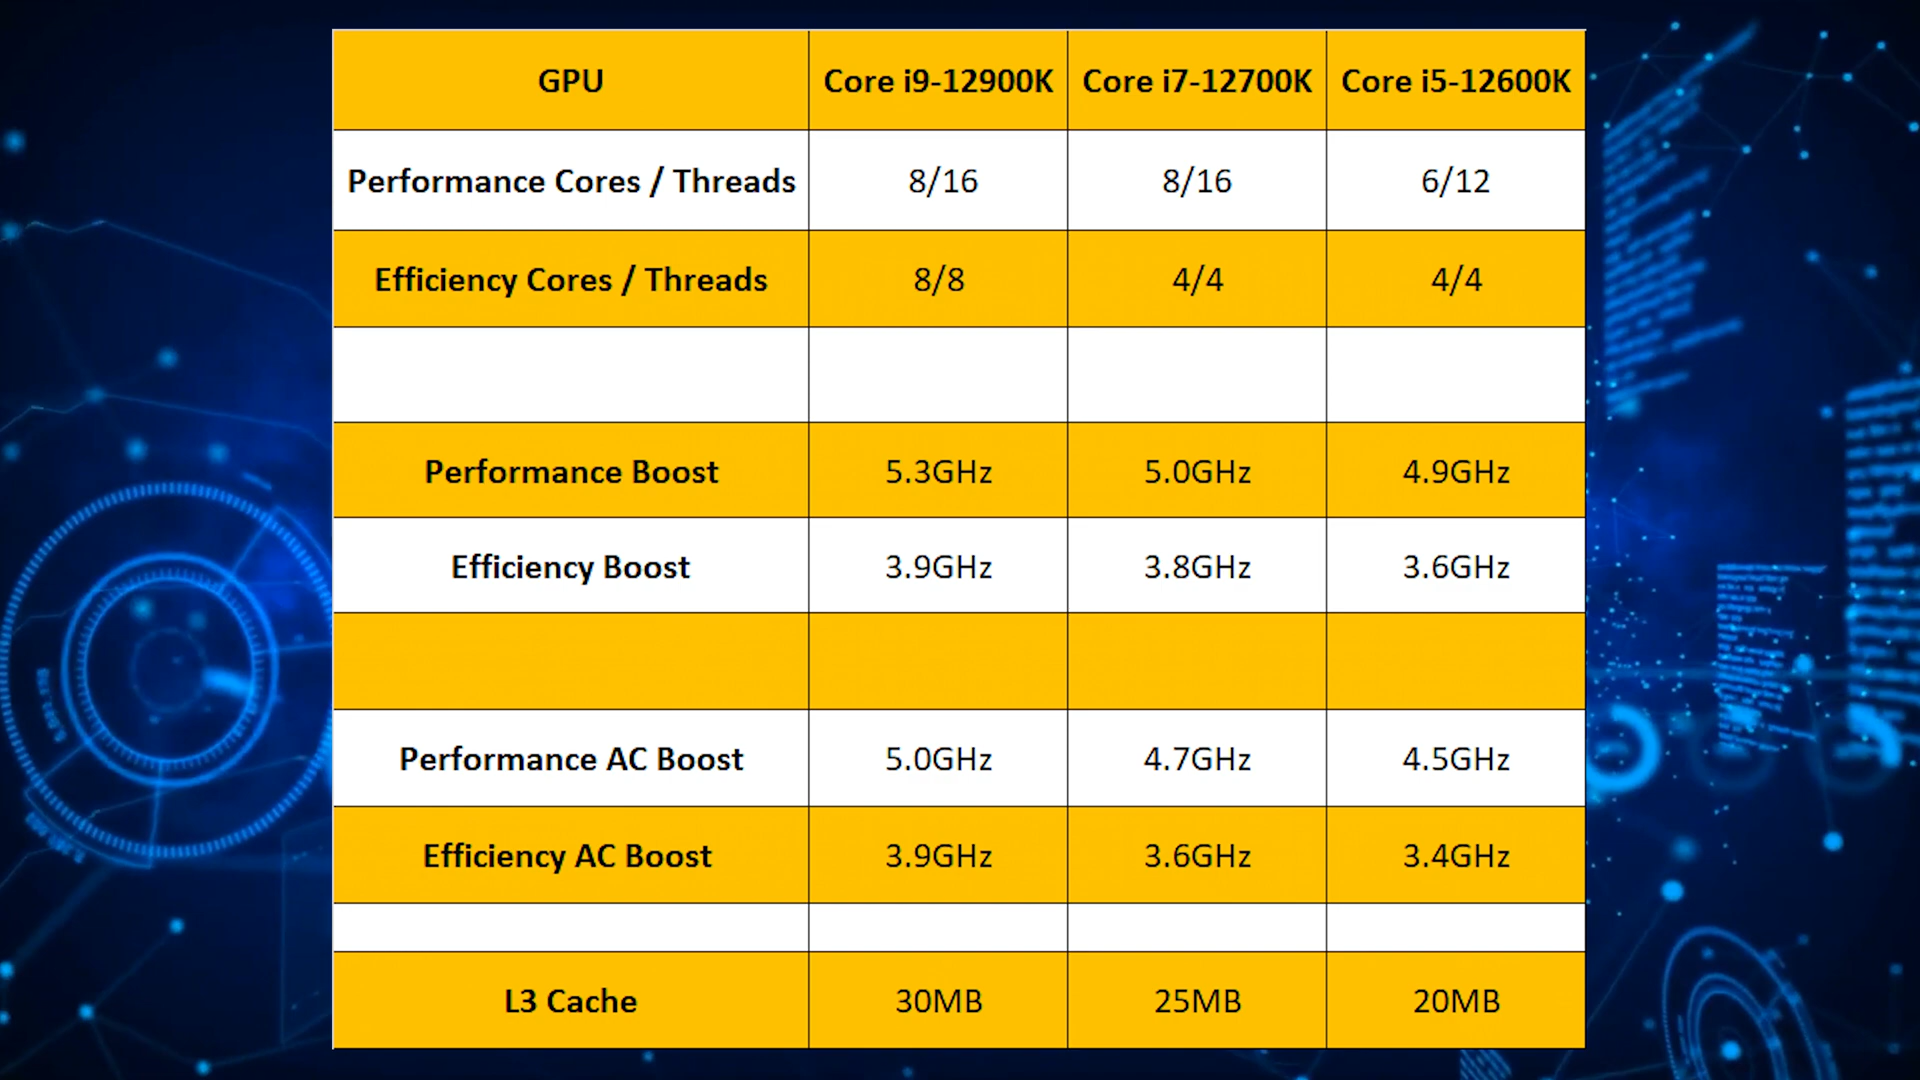 GPU Core i9-12900K Core i7-12700K Core i5-12600K
Performance Cores / Threads 8/16 8/16 6/12
Efficiency Cores / Threads 8/8 4/4 4/4
Performance Boost 5.3GHz 5.0GHz 4.9GHz
Efficiency Boost 3.9GHz 3.8GHz 3.6GHz
Performance AC Boost 5.0GHz 4.7GHz 4.5GHz
Efficiency AC Boost 3.9GHz 3.6GHz 3.4GHz
L3 Cache 30MB 25MB 20MB